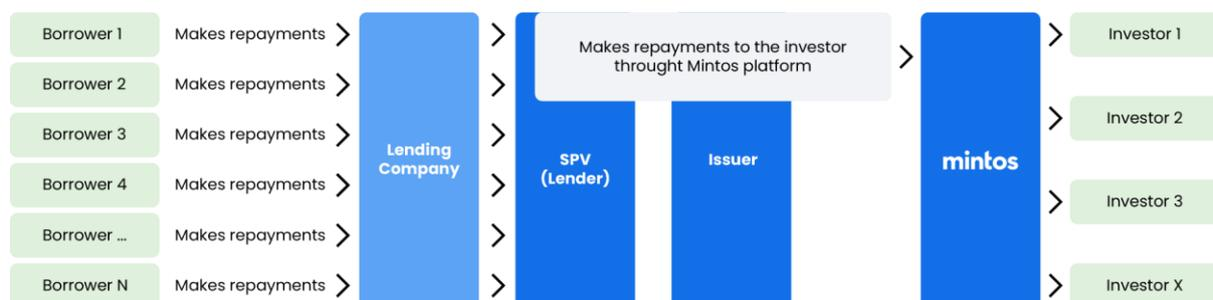 Borrower 1
Makes repayments
Borrower 2
Makes repayments
Borrower 3
Makes repayments
Borrower 4
Makes repayments
Borrower ...
Makes repayments
Borrower N
Makes repayments
Lending
Company
SPV
(Lender)
Makes repayments to the investor
throught Mintos platform
Issuer
mintos
Investor 1
Investor 2
Investor 3
Investor X